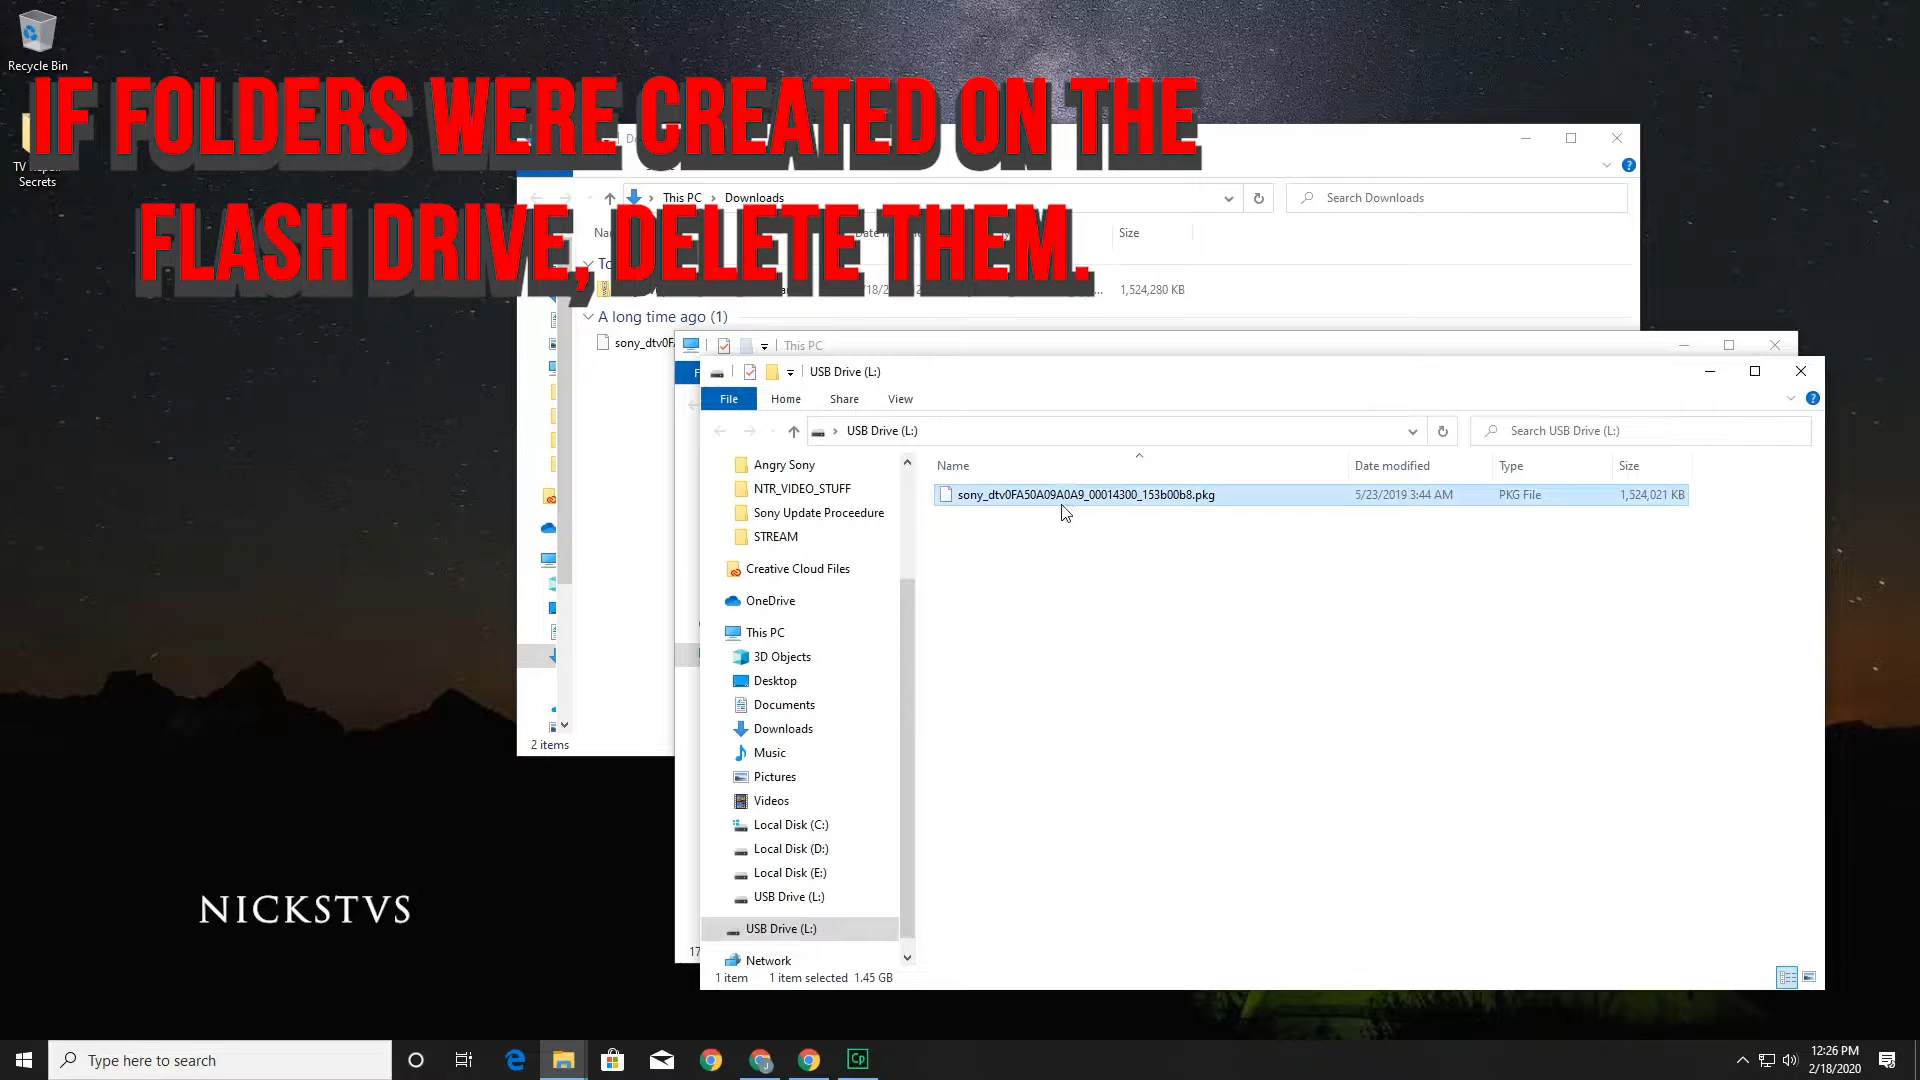 Recycle Bin
IF FOLDERS WERE CREATED ON THE
FLASH DRIVE, DELETE THEM.
Secrets
This PC > Downloads
Search Downloads
Size
1,524,280 KB
A long time ago (1)
sony_dtv0FA
2 items
This PC
USB Drive (L:)
File Home Share View
USB Drive (L:)
Search USB Drive (L:)
Name Date modified Type Size
sony_dtv0FA50A09A0A9_00014300_153b00b8.pkg 5/23/2019 3:44 AM PKG File 1,524,021 KB
Angry Sony
NTR_VIDEO_STUFF
Sony Update Proceedure
STREAM
Creative Cloud Files
OneDrive
This PC
3D Objects
Desktop
Documents
Downloads
Music
Pictures
Videos
Local Disk (C:)
Local Disk (D:)
Local Disk (E:)
USB Drive (L:)
USB Drive (L:)
Network
1 item 1 item selected 1.45 GB
NICKSTVS
Type here to search
Cp
12:26 PM
2/18/2020